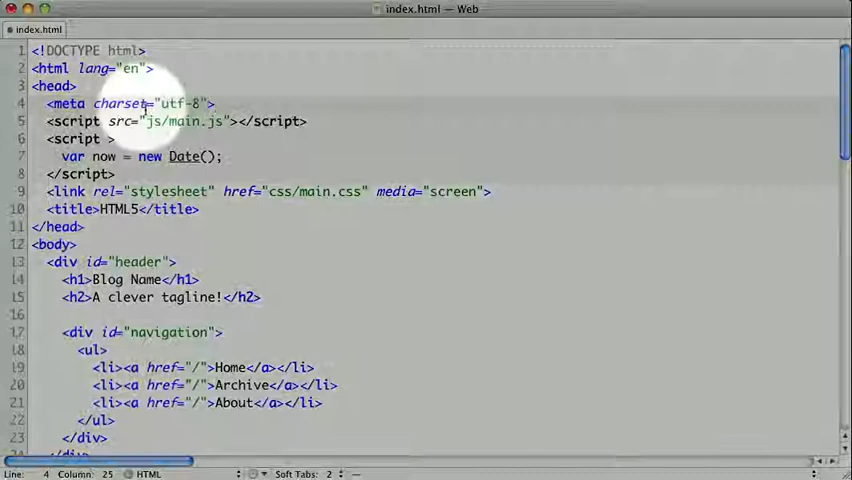 index.html — Web
index.html
1 <!DOCTYPE html>
2 <html lang="en">
3 <head>
4 <meta charset="utf-8">
5 <script src="js/main.js"></script>
6 <script >
7 var now = new Date();
8 </script>
9 <link rel="stylesheet" href="css/main.css" media="screen">
10 <title>HTML5</title>
11 </head>
12 <body>
13 <div id="header">
14 <h1>Blog Name</h1>
15 <h2>A clever tagline!</h2>
16
17 <div id="navigation">
18 <ul>
19 <li><a href="/">Home</a></li>
20 <li><a href="/">Archive</a></li>
21 <li><a href="/">About</a></li>
22 </ul>
23 </div>
24 </div>
Line: 4 Column: 25 HTML Soft Tabs: 2 —